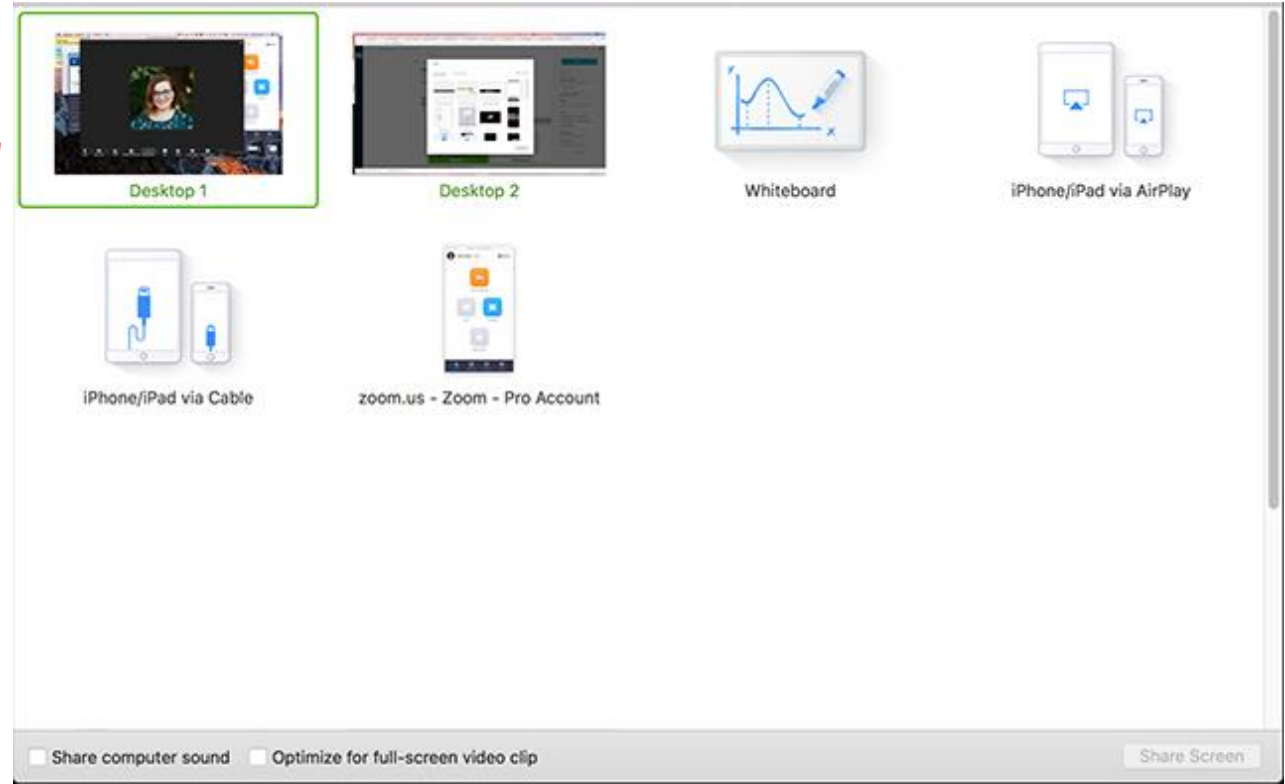 Desktop 1
Desktop 2
Whiteboard
iPhone/iPad via AirPlay
iPhone/iPad via Cable
zoom.us - Zoom - Pro Account
Share computer sound
Optimize for full-screen video clip
Share Screen